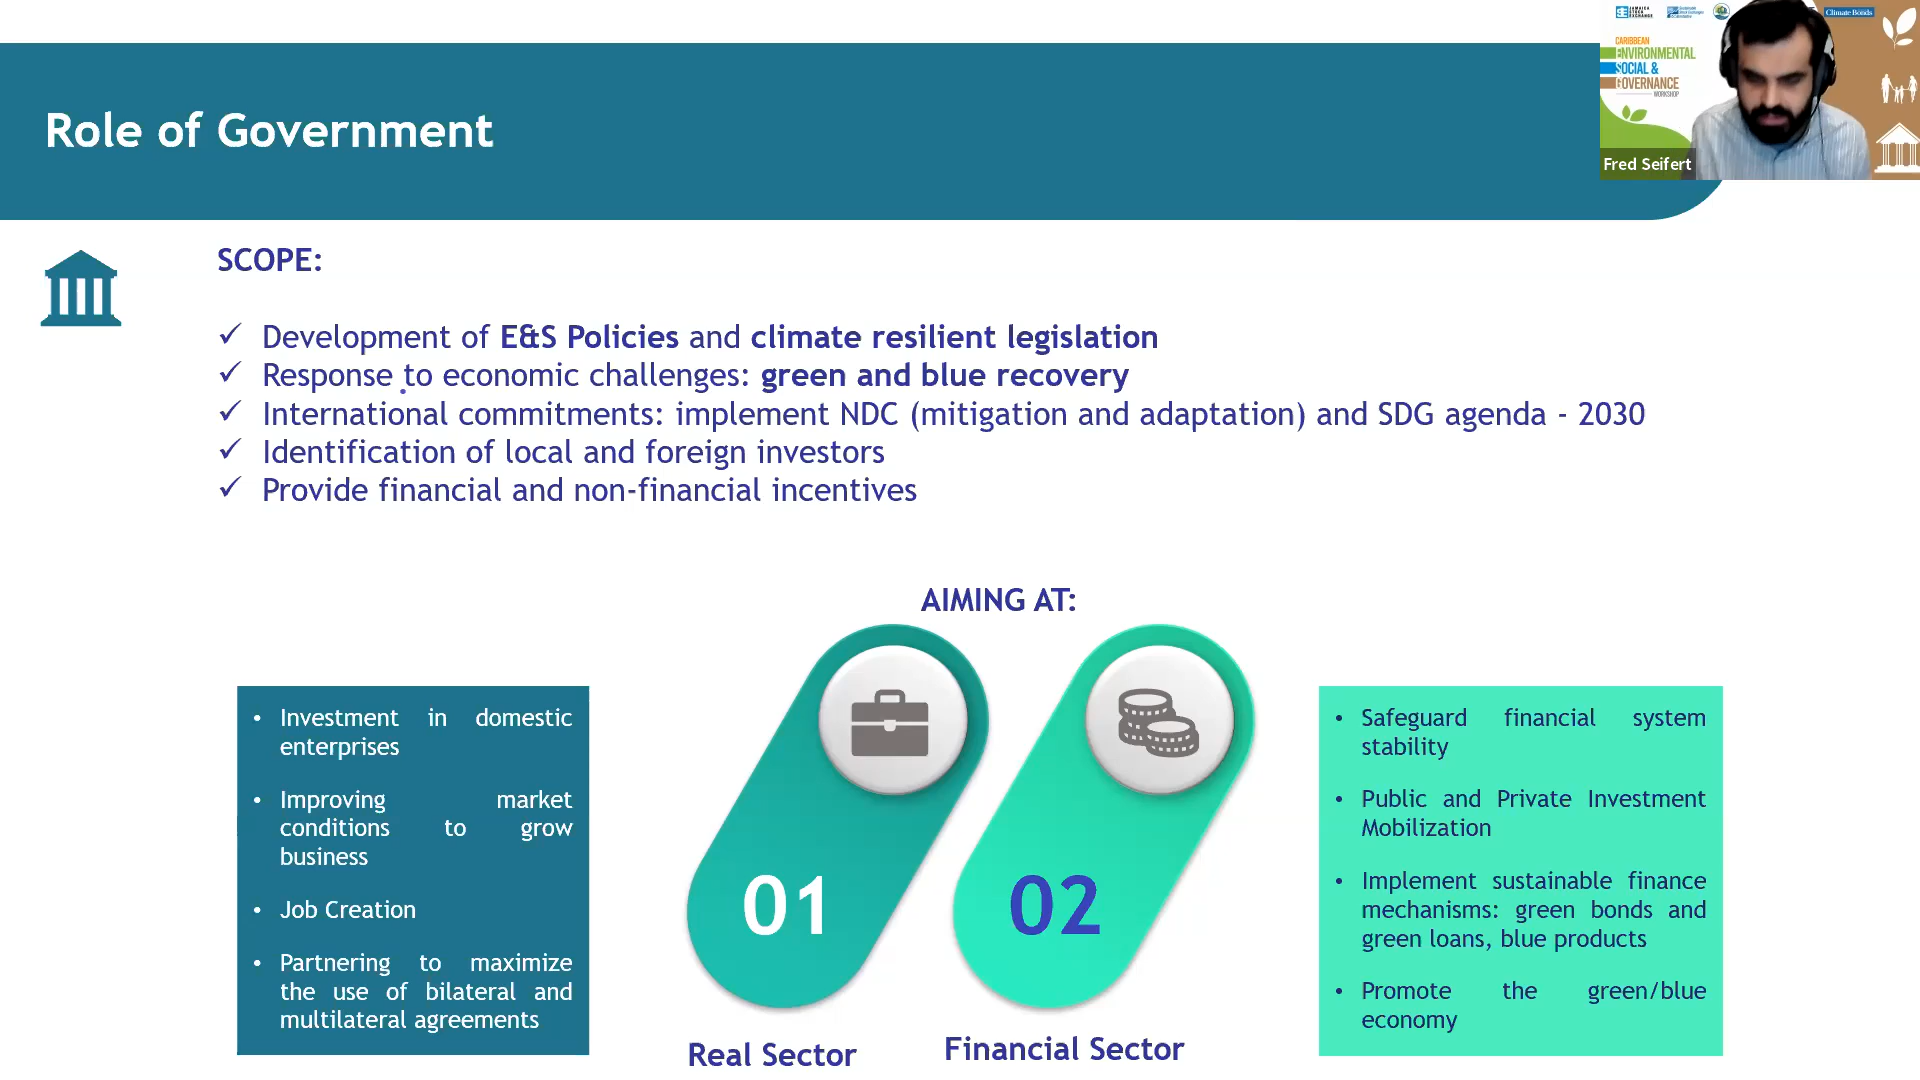 Role of Government
JAMAICA
STOCK
EXCHANGE
Climate Bonds
CARIBBEAN
ENVIRONMENTAL
SOCIAL &
GOVERNANCE
WORKSHOP
Fred Seifert
SCOPE:
✓ Development of E&S Policies and climate resilient legislation
✓ Response to economic challenges: green and blue recovery
✓ International commitments: implement NDC (mitigation and adaptation) and SDG agenda - 2030
✓ Identification of local and foreign investors
✓ Provide financial and non-financial incentives
AIMING AT:
• Investment in domestic
enterprises
• Improving market
conditions to grow
business
• Job Creation
• Partnering to maximize
the use of bilateral and
multilateral agreements
01
Real Sector
02
Financial Sector
• Safeguard financial system
stability
• Public and Private Investment
Mobilization
• Implement sustainable finance
mechanisms: green bonds and
green loans, blue products
• Promote the green/blue
economy